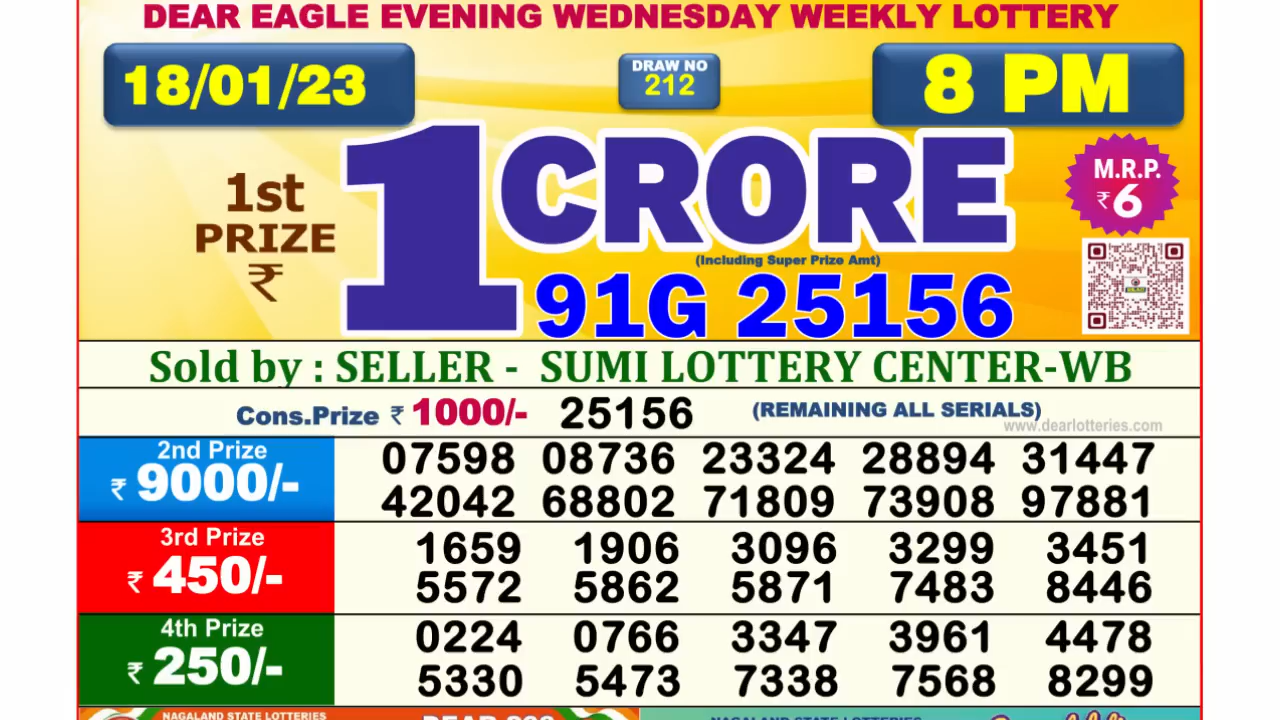 DEAR EAGLE EVENING WEDNESDAY WEEKLY LOTTERY
18/01/23
DRAW NO
212
8 PM
1st
PRIZE
₹
1 CRORE
(Including Super Prize Amt)
M.R.P.
₹ 6
91G 25156
Sold by : SELLER - SUMI LOTTERY CENTER-WB
Cons.Prize ₹ 1000/- 25156 (REMAINING ALL SERIALS)
www.dearlotteries.com
2nd Prize
₹ 9000/-
07598 08736 23324 28894 31447
42042 68802 71809 73908 97881
3rd Prize
₹ 450/-
1659 1906 3096 3299 3451
5572 5862 5871 7483 8446
4th Prize
₹ 250/-
0224 0766 3347 3961 4478
5330 5473 7338 7568 8299
NAGALAND STATE LOTTERIES
DEAR
NAGALAND STATE LOTTERIES